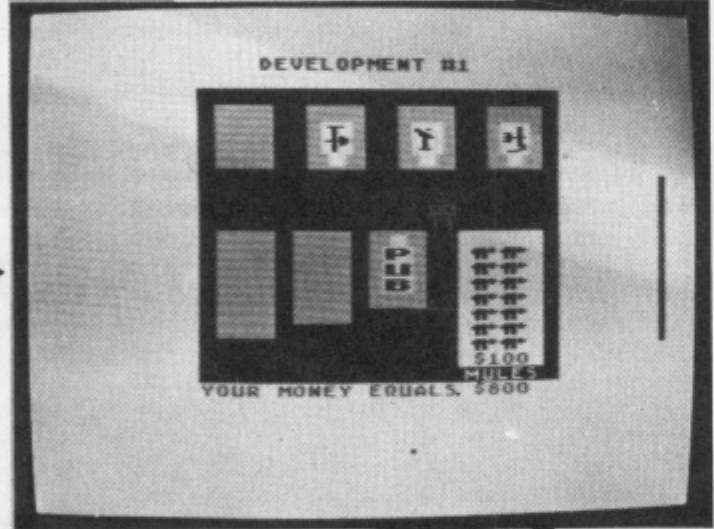 DEVELOPMENT #1
PUB
$100
MULES
YOUR MONEY EQUALS. $800